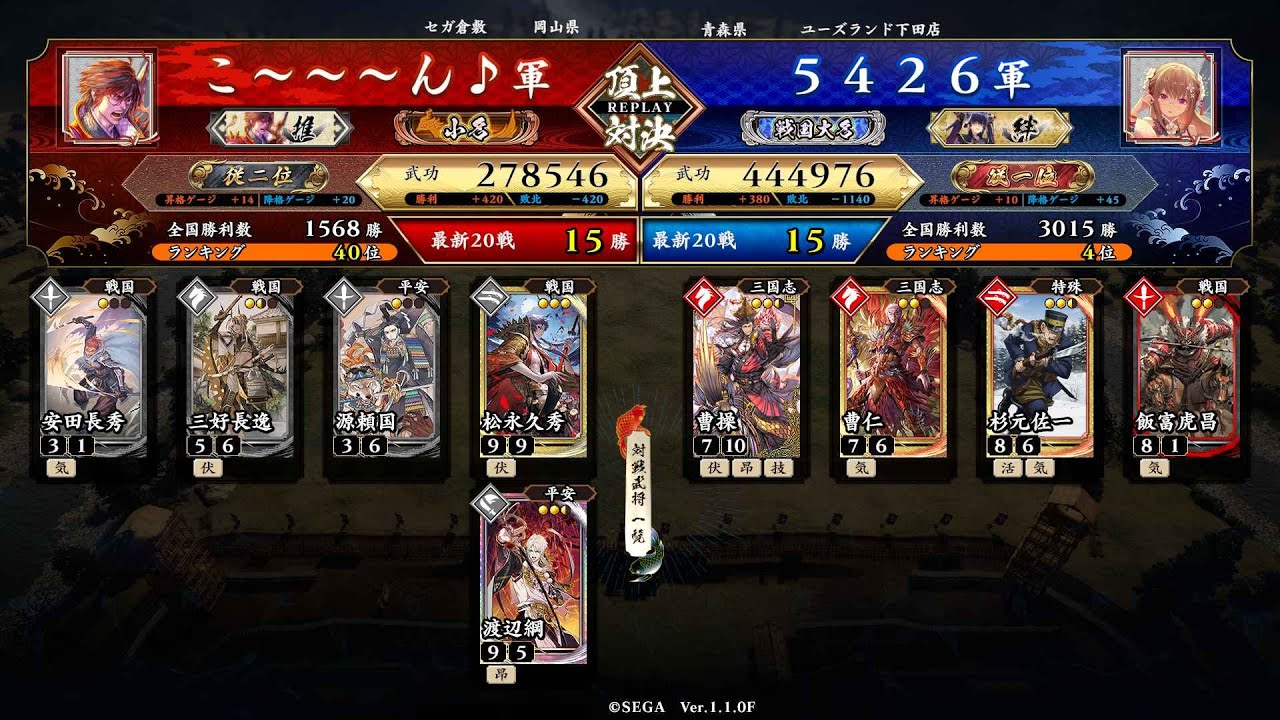 セガ倉敷 岡山県
青森県 ユーズランド下田店
こ～～～ん♪軍
頂上
REPLAY
対決
5426軍
推
小名
戦国大名
絆
従二位
武功 278546
勝利 +420 敗北 -420
昇格ゲージ +14 降格ゲージ +20
武功 444976
勝利 +380 敗北 -1140
従一位
昇格ゲージ +10 降格ゲージ +45
全国勝利数 1568勝
ランキング 40位
最新20戦 15勝
最新20戦 15勝
全国勝利数 3015勝
ランキング 4位
戦国
安田長秀
3 1
気
戦国
三好長逸
5 6
伏
平安
源頼国
3 6
戦国
松永久秀
9 9
伏
平安
渡辺綱
9 5
昂
対戦武将一覧
三国志
曹操
7 10
伏 昂 技
三国志
曹仁
7 6
気
特殊
杉元佐一
8 6
活 気
戦国
飯富虎昌
8 1
気
©SEGA Ver.1.1.0F